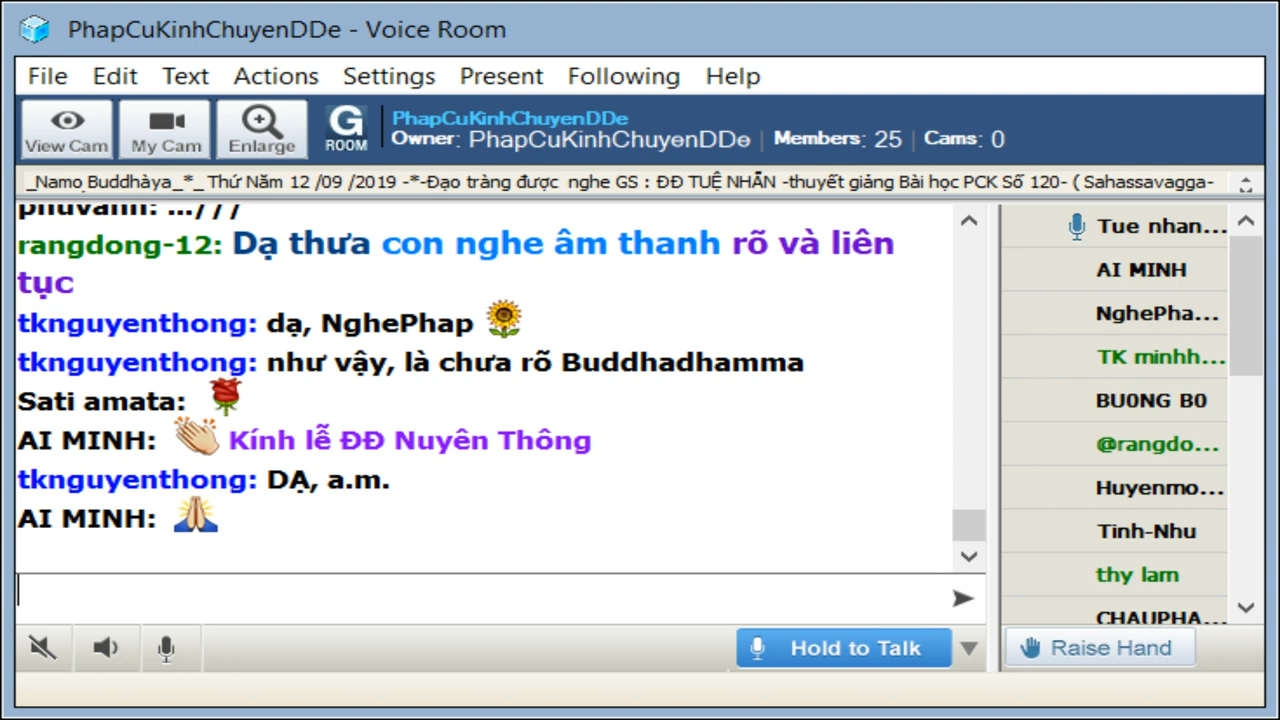 PhapCuKinhChuyenDDe - Voice Room
File Edit Text Actions Settings Present Following Help
View Cam My Cam Enlarge G ROOM
PhapCuKinhChuyenDDe
Owner: PhapCuKinhChuyenDDe | Members: 25 | Cams: 0
_Namo Buddhàya_*_ Thứ Năm 12 /09 /2019 -*-Đạo tràng được nghe GS : ĐĐ TUỆ NHẪN -thuyết giảng Bài học PCK Số 120- ( Sahassavagga-
phuvanh: ...///
rangdong-12: Dạ thưa con nghe âm thanh rõ và liên
tục
tknguyenthong: dạ, NghePhap
tknguyenthong: như vậy, là chưa rõ Buddhadhamma
Sati amata:
AI MINH: Kính lễ ĐĐ Nuyên Thông
tknguyenthong: DẠ, a.m.
AI MINH:
Tue nhan...
AI MINH
NghePha...
TK minhh...
BU0NG B0
@rangdo...
Huyenmo...
Tinh-Nhu
thy lam
CHAUPHA...
Hold to Talk
Raise Hand